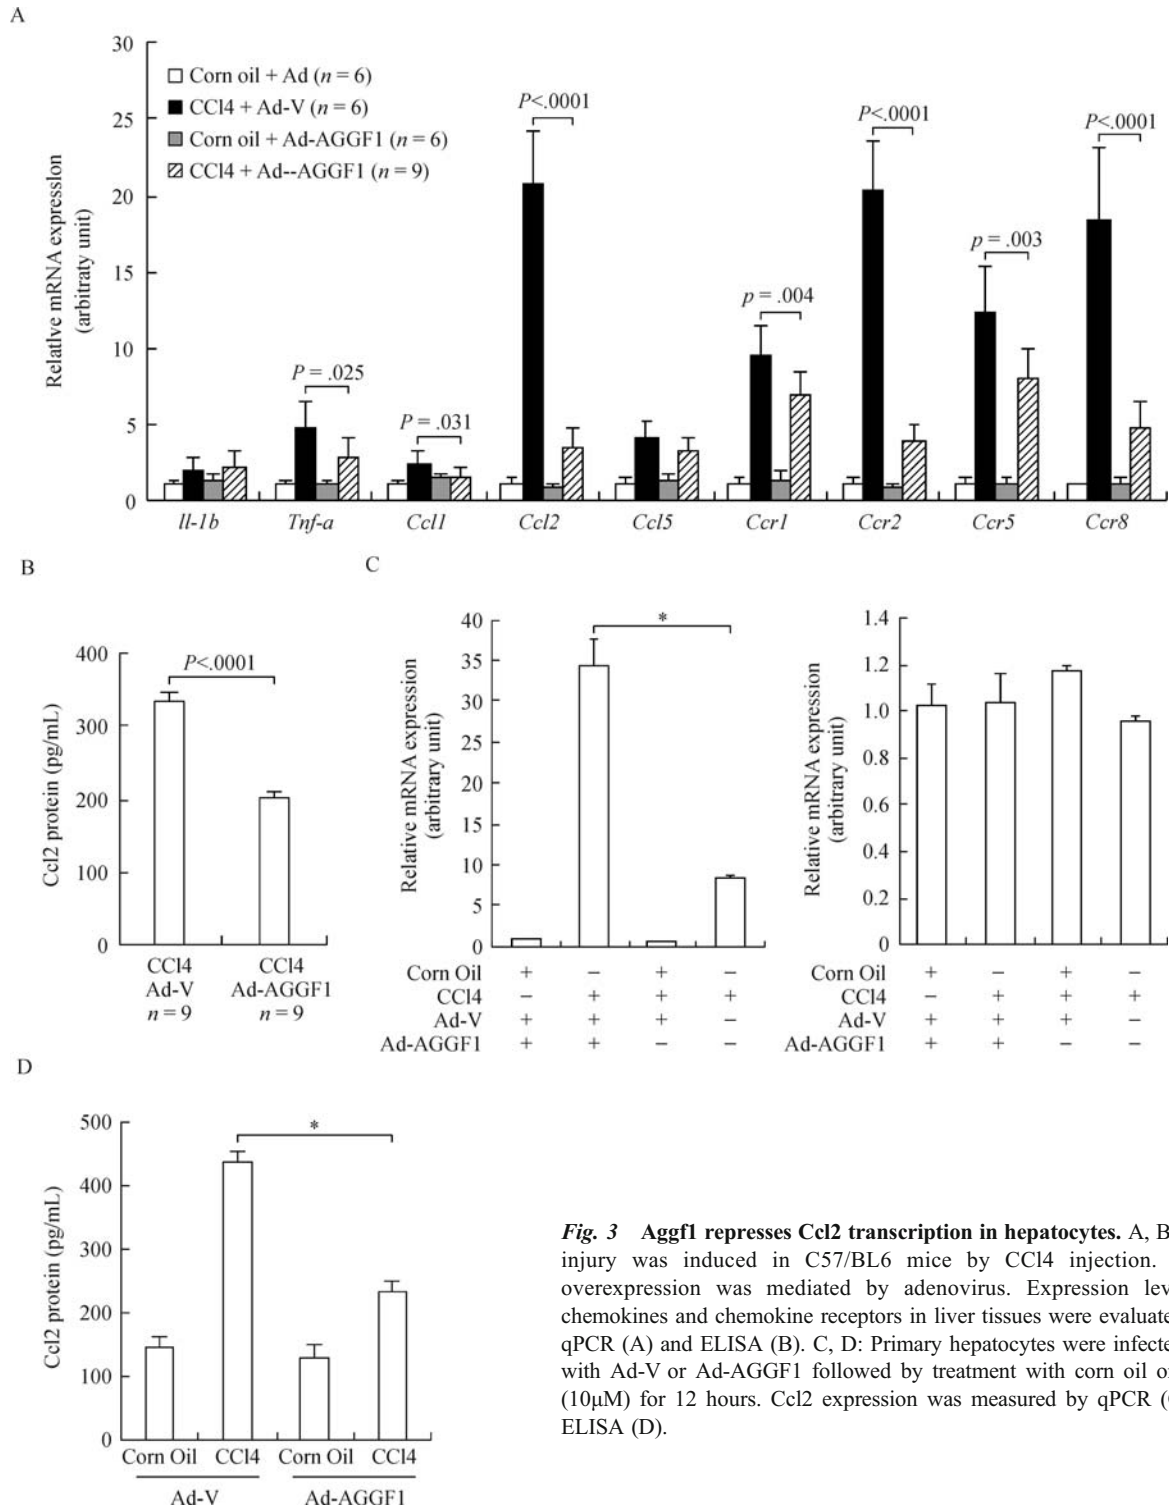 A
30
25
20
15
10
5
0
Relative mRNA expression
(arbitraty unit)
Corn oil + Ad (n = 6)
CCl4 + Ad-V (n = 6)
Corn oil + Ad-AGGF1 (n = 6)
CCl4 + Ad--AGGF1 (n = 9)
P = .025
P = .031
P<.0001
p = .004
P<.0001
p = .003
P<.0001
Il-1b Tnf-a Ccl1 Ccl2 Ccl5 Ccr1 Ccr2 Ccr5 Ccr8
B
400
300
200
100
0
Ccl2 protein (pg/mL)
P<.0001
CCl4 CCl4
Ad-V Ad-AGGF1
n = 9 n = 9
C
40
35
30
25
20
15
10
5
0
Relative mRNA expression
(arbitrary unit)
*
Corn Oil + − + −
CCl4 − + + +
Ad-V + + + −
Ad-AGGF1 + + − −
1.4
1.2
1.0
0.8
0.6
0.4
0.2
0
Relative mRNA expression
(arbitrary unit)
Corn Oil + − + −
CCl4 − + + +
Ad-V + + + −
Ad-AGGF1 + + − −
D
500
400
300
200
100
0
Ccl2 protein (pg/mL)
*
Corn Oil CCl4 Corn Oil CCl4
Ad-V Ad-AGGF1
Fig. 3 Aggf1 represses Ccl2 transcription in hepatocytes. A, B
injury was induced in C57/BL6 mice by CCl4 injection.
overexpression was mediated by adenovirus. Expression lev
chemokines and chemokine receptors in liver tissues were evaluate
qPCR (A) and ELISA (B). C, D: Primary hepatocytes were infecte
with Ad-V or Ad-AGGF1 followed by treatment with corn oil o
(10μM) for 12 hours. Ccl2 expression was measured by qPCR (
ELISA (D).